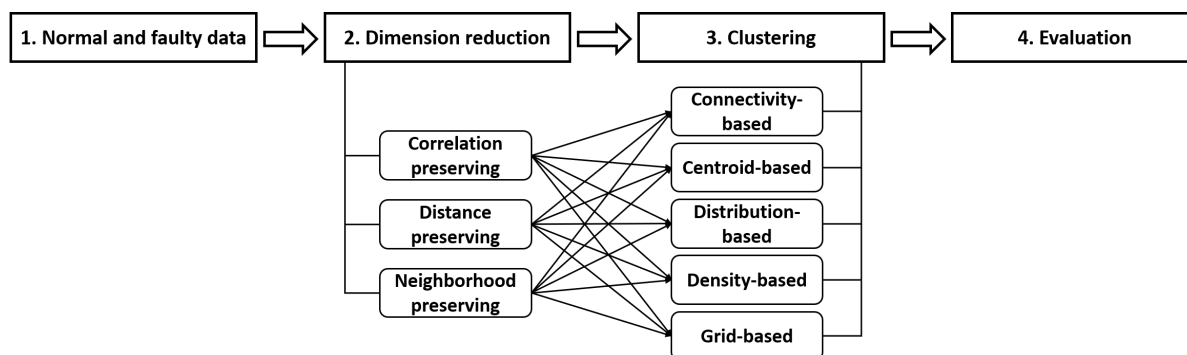 1. Normal and faulty data
2. Dimension reduction
3. Clustering
4. Evaluation
Correlation
preserving
Distance
preserving
Neighborhood
preserving
Connectivity-
based
Centroid-based
Distribution-
based
Density-based
Grid-based